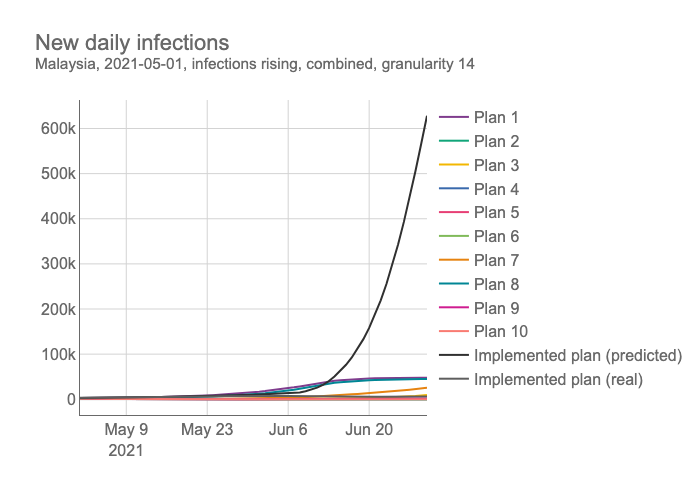 New daily infections
Malaysia, 2021-05-01, infections rising, combined, granularity 14
600k
500k
400k
300k
200k
100k
0
May 9
2021
May 23
Jun 6
Jun 20
Plan 1
Plan 2
Plan 3
Plan 4
Plan 5
Plan 6
Plan 7
Plan 8
Plan 9
Plan 10
Implemented plan (predicted)
Implemented plan (real)